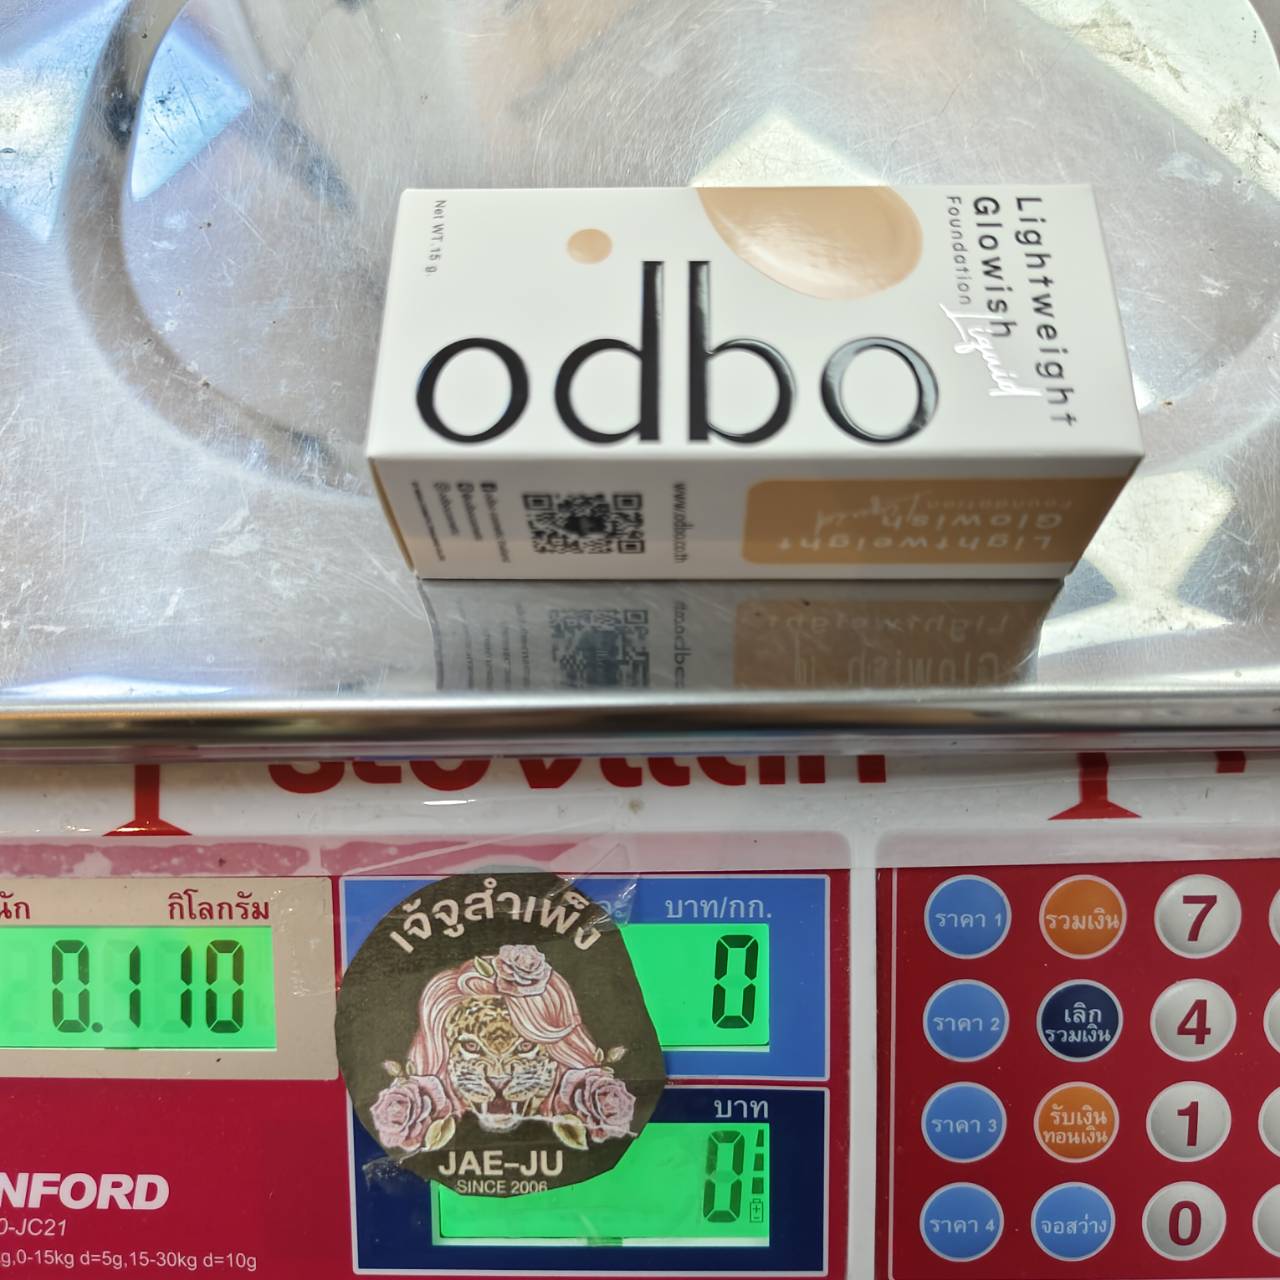 Lightweight
Glowish
Foundation
Liquid
Net WT. 15 g.
odbo
www.odbo.co.th
Lightweight
Glowish
Foundation
Liquid
กิโลกรัม
0.110
เจ้จูสำเพ็ง
JAE-JU
SINCE 2006
บาท/กก.
0
บาท
0
NFORD
0-JC21
g,0-15kg d=5g,15-30kg d=10g
ราคา 1
รวมเงิน
7
ราคา 2
เลิก
รวมเงิน
4
ราคา 3
รับเงิน
ทอนเงิน
1
ราคา 4
จอสว่าง
0